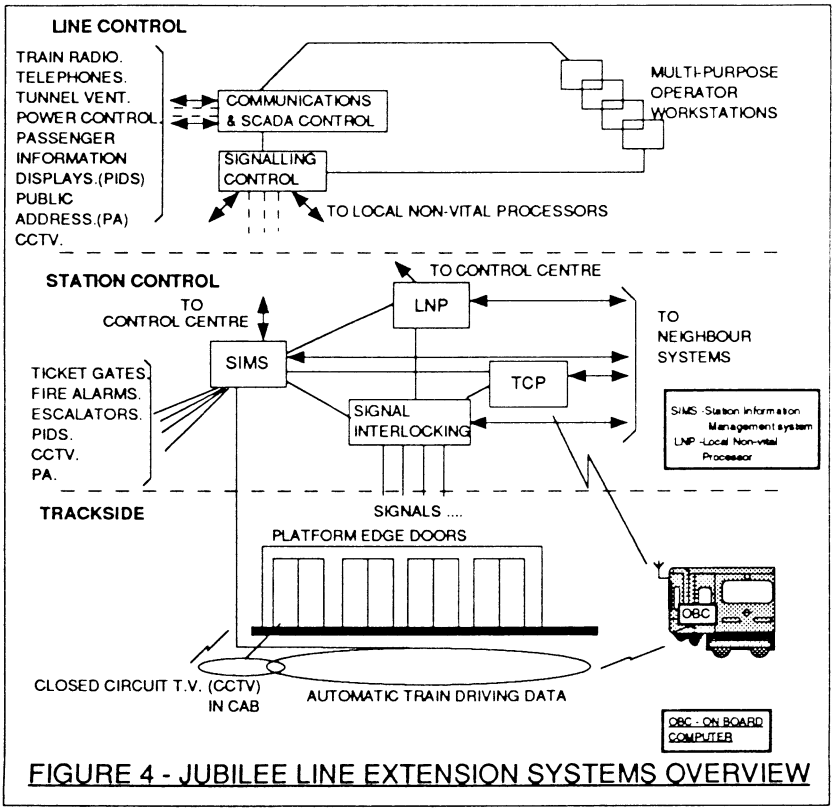 LINE CONTROL
TRAIN RADIO.
TELEPHONES.
TUNNEL VENT.
POWER CONTROL
PASSENGER
INFORMATION
DISPLAYS.(PIDS)
PUBLIC
ADDRESS.(PA)
CCTV.
COMMUNICATIONS
& SCADA CONTROL
SIGNALLING
CONTROL
MULTI-PURPOSE
OPERATOR
WORKSTATIONS
TO LOCAL NON-VITAL PROCESSORS
STATION CONTROL
TO
CONTROL CENTRE
TO CONTROL CENTRE
LNP
SIMS
TCP
SIGNAL
INTERLOCKING
TO
NEIGHBOUR
SYSTEMS
TICKET GATES.
FIRE ALARMS.
ESCALATORS.
PIDS.
CCTV.
PA.
SIMS -Station Information
Management system
LNP -Local Non-vital
Processor
TRACKSIDE
SIGNALS ....
PLATFORM EDGE DOORS
OBC
CLOSED CIRCUIT T.V. (CCTV)
IN CAB
AUTOMATIC TRAIN DRIVING DATA
OBC - ON BOARD
COMPUTER
FIGURE 4 - JUBILEE LINE EXTENSION SYSTEMS OVERVIEW